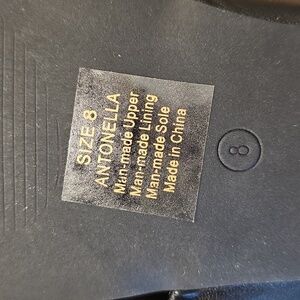 SIZE 8
ANTONELLA
Man-made Upper
Man-made Lining
Man-made Sole
Made in China
8